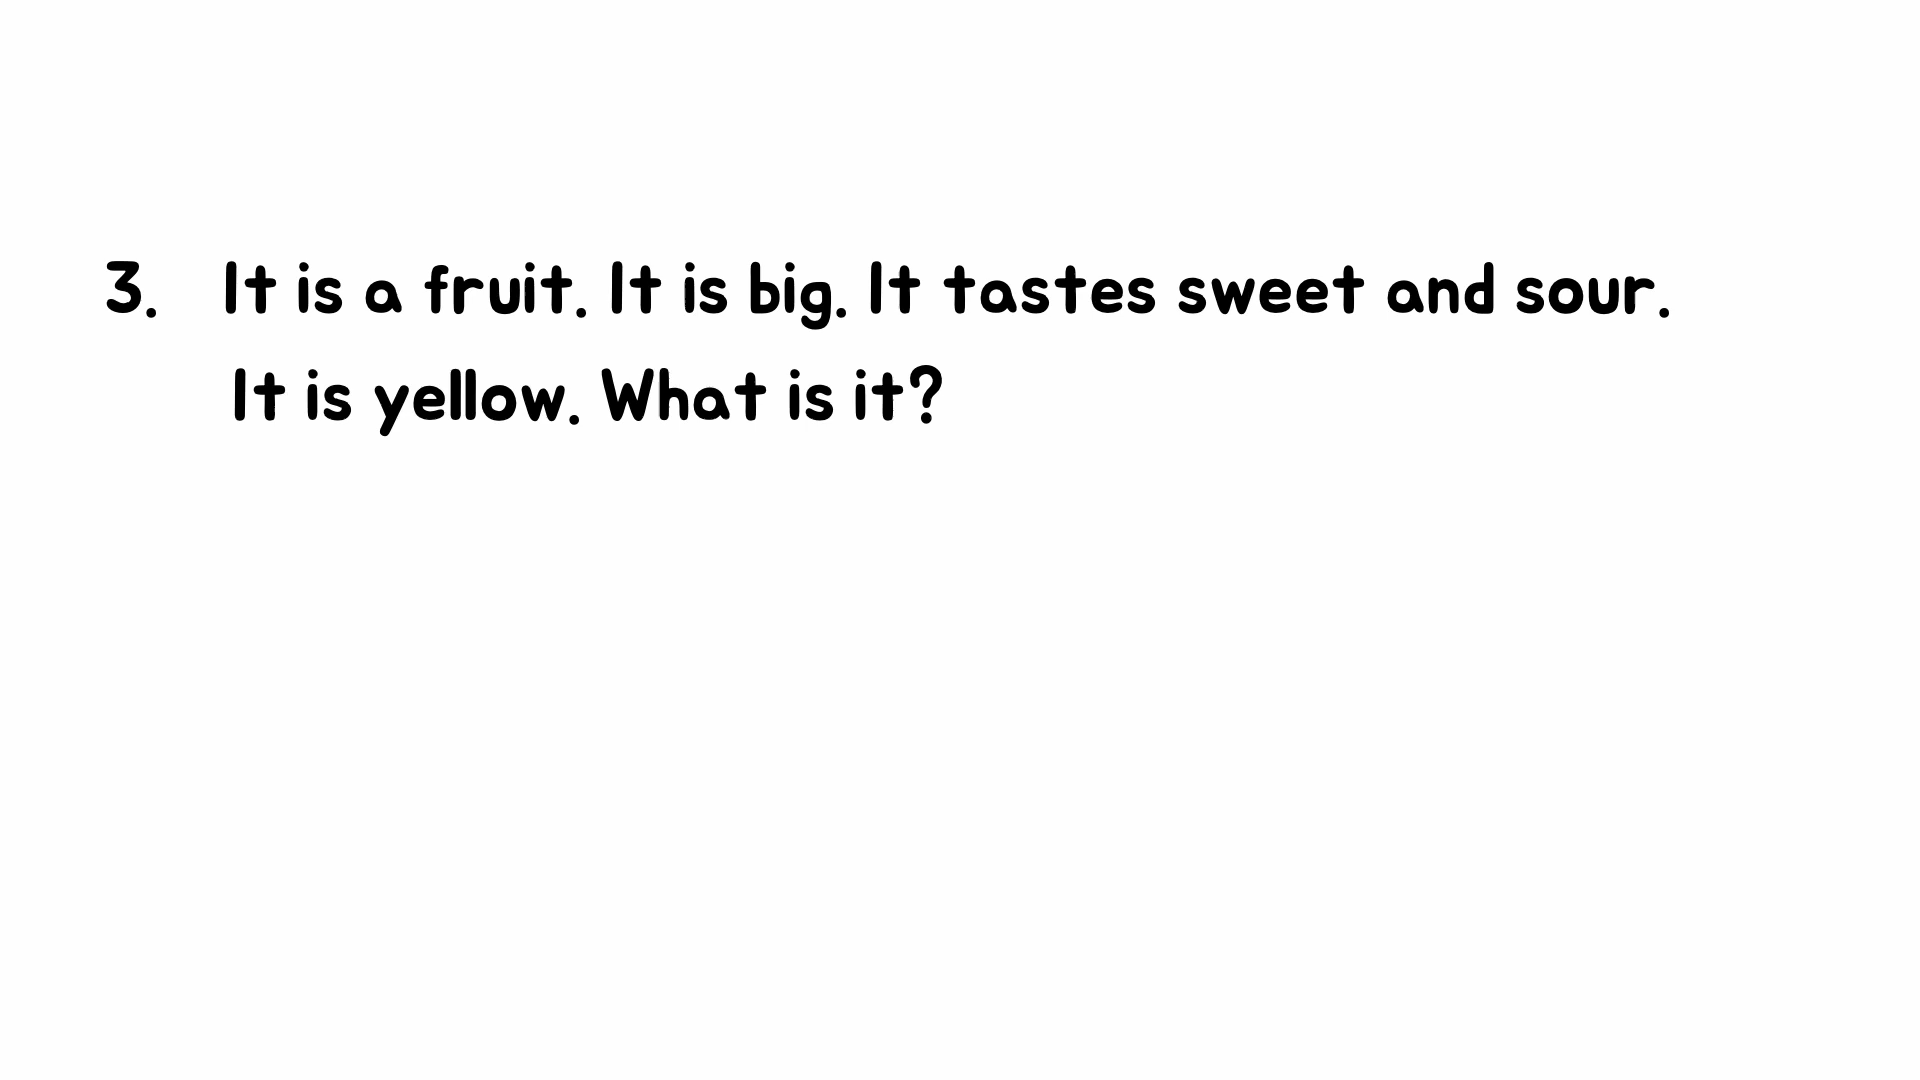 3. It is a fruit. It is big. It tastes sweet and sour.
It is yellow. What is it?